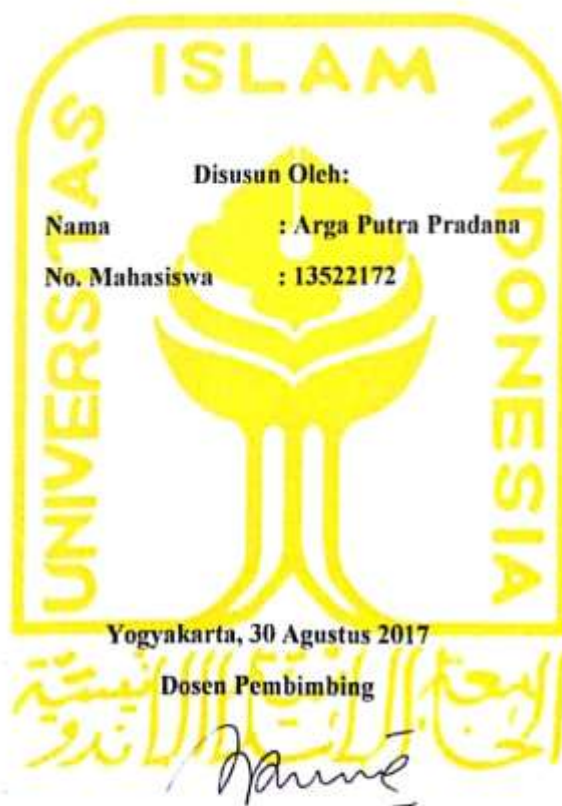 ISLAM
UNIVERSITAS
INDONESIA
Disusun Oleh:
Nama : Arga Putra Pradana
No. Mahasiswa : 13522172
Yogyakarta, 30 Agustus 2017
Dosen Pembimbing